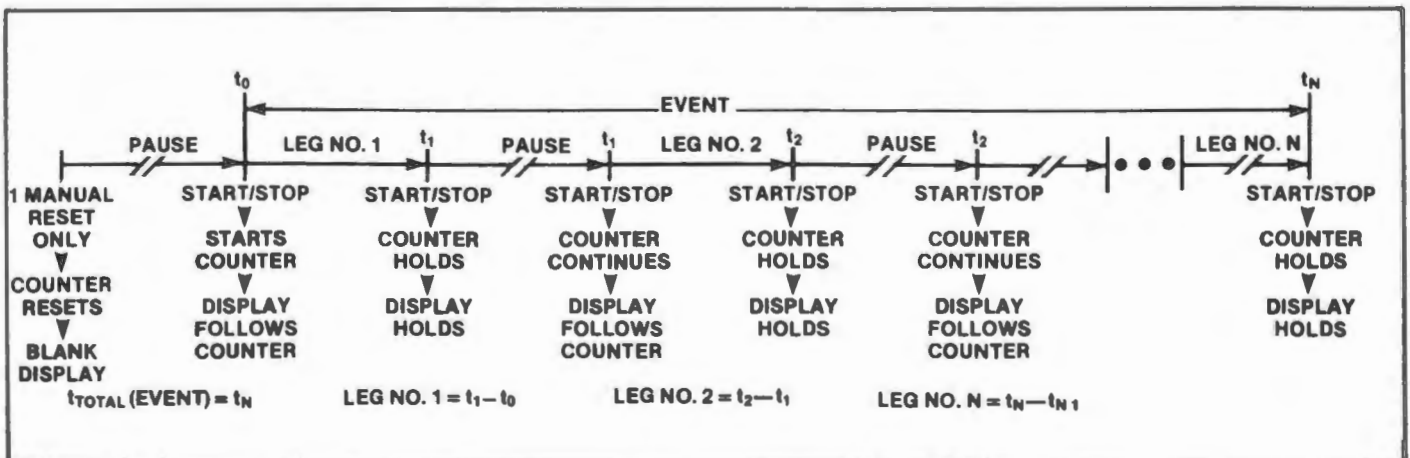 t0 tN
EVENT
PAUSE LEG NO. 1 t1 PAUSE t1 LEG NO. 2 t2 PAUSE t2 LEG NO. N
1 MANUAL
RESET
ONLY
COUNTER
RESETS
BLANK
DISPLAY
START/STOP
STARTS
COUNTER
DISPLAY
FOLLOWS
COUNTER
START/STOP
COUNTER
HOLDS
DISPLAY
HOLDS
START/STOP
COUNTER
CONTINUES
DISPLAY
FOLLOWS
COUNTER
START/STOP
COUNTER
HOLDS
DISPLAY
HOLDS
START/STOP
COUNTER
CONTINUES
DISPLAY
FOLLOWS
COUNTER
START/STOP
COUNTER
HOLDS
DISPLAY
HOLDS
tTOTAL (EVENT) = tN LEG NO. 1 = t1—t0 LEG NO. 2 = t2—t1 LEG NO. N = tN—tN 1